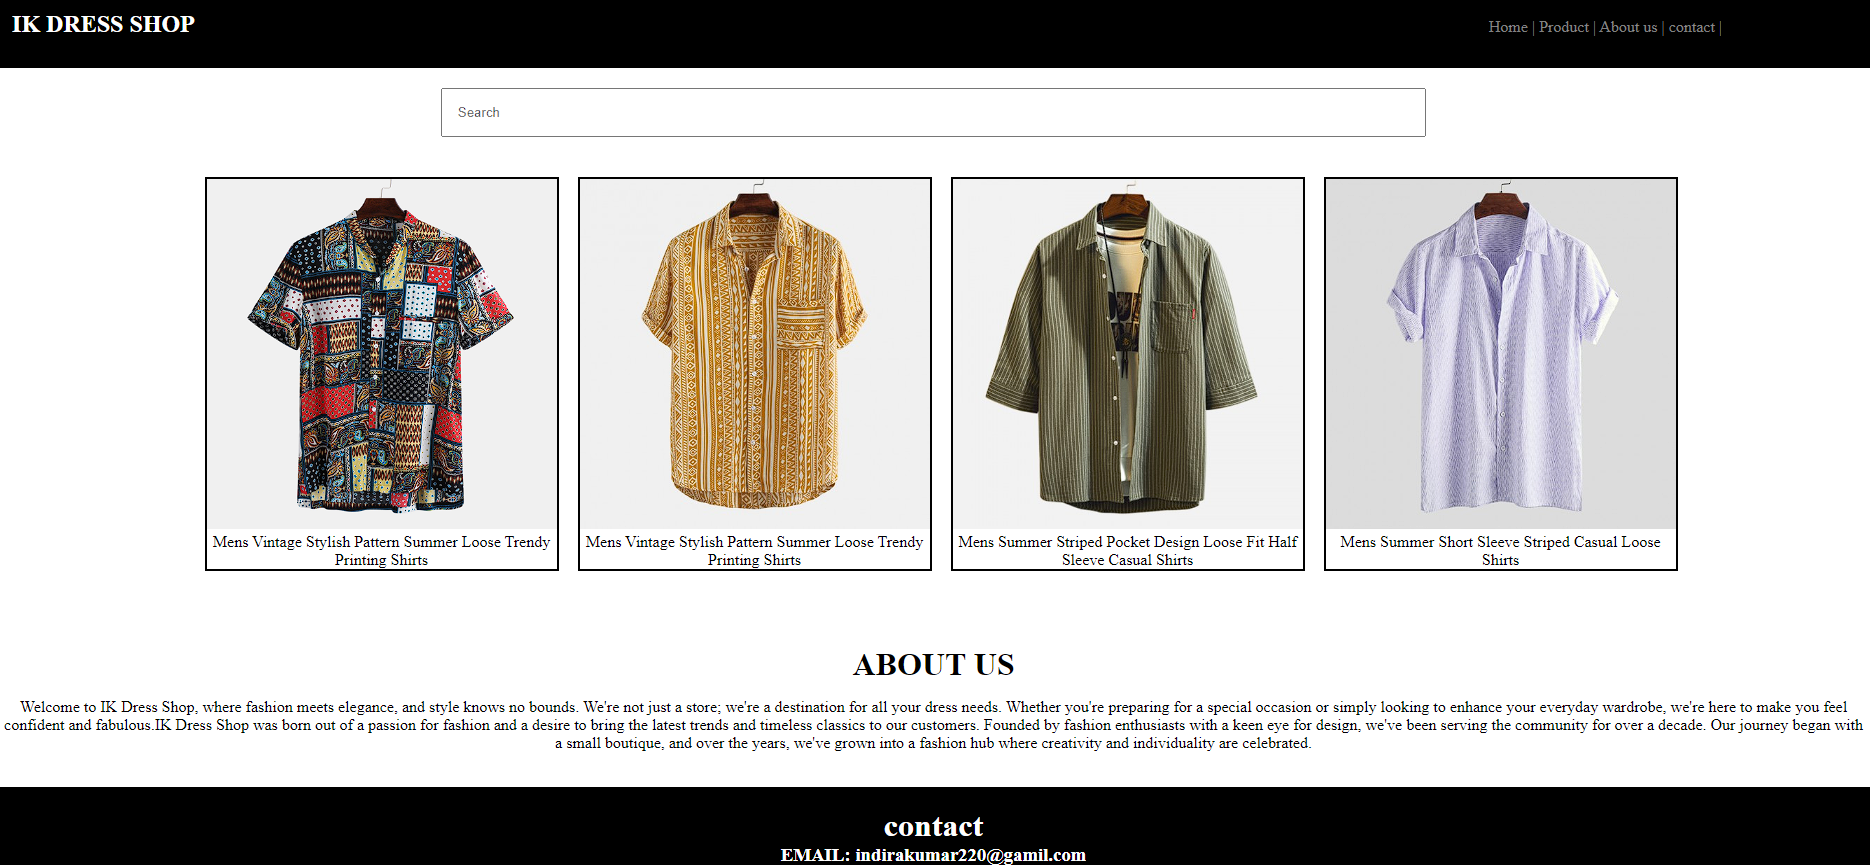 IK DRESS SHOP
Home | Product | About us | contact |
Search
Mens Vintage Stylish Pattern Summer Loose Trendy
Printing Shirts
Mens Vintage Stylish Pattern Summer Loose Trendy
Printing Shirts
Mens Summer Striped Pocket Design Loose Fit Half
Sleeve Casual Shirts
Mens Summer Short Sleeve Striped Casual Loose
Shirts
ABOUT US
Welcome to IK Dress Shop, where fashion meets elegance, and style knows no bounds. We're not just a store; we're a destination for all your dress needs. Whether you're preparing for a special occasion or simply looking to enhance your everyday wardrobe, we're here to make you feel
confident and fabulous.IK Dress Shop was born out of a passion for fashion and a desire to bring the latest trends and timeless classics to our customers. Founded by fashion enthusiasts with a keen eye for design, we've been serving the community for over a decade. Our journey began with
a small boutique, and over the years, we've grown into a fashion hub where creativity and individuality are celebrated.
contact
EMAIL: indirakumar220@gamil.com